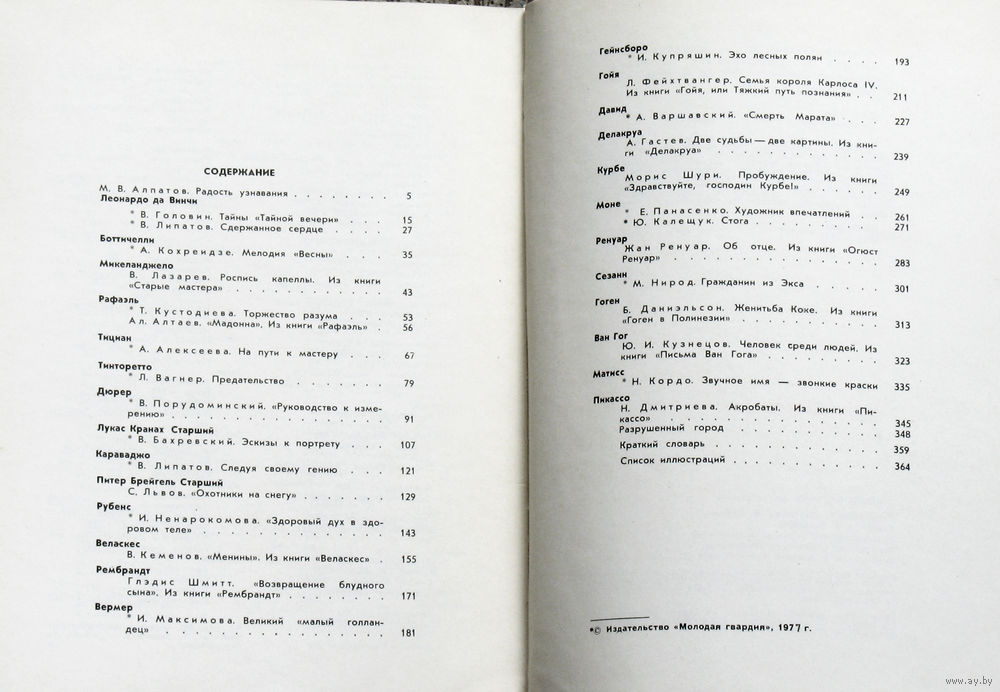 СОДЕРЖАНИЕ
М. В. Алпатов. Радость узнавания . . . . . . . 5
Леонардо да Винчи
* В. Головин. Тайны «Тайной вечери» . . . 15
* В. Липатов. Сдержанное сердце . . . . 27
Боттичелли
* А. Кохреидзе. Мелодия «Весны» . . . 35
Микеланджело
В. Лазарев. Роспись капеллы. Из книги
«Старые мастера» . . . . . . . . . . . 43
Рафаэль
* Т. Кустодиева. Торжество разума . . . 53
Ал. Алтаев. «Мадонна». Из книги «Рафаэль» . 56
Тициан
* А. Алексеева. На пути к мастеру . . . 67
Тинторетто
* Л. Вагнер. Предательство . . . . . . . 79
Дюрер
* В. Порудоминский. «Руководство к изме-
рению» . . . . . . . . . . . . . . 91
Лукас Кранах Старший
* В. Бахревский. Эскизы к портрету . . . 107
Караваджо
* В. Липатов. Следуя своему гению . . . 121
Питер Брейгель Старший
С. Львов. «Охотники на снегу» . . . . . . . 129
Рубенс
* И. Ненарокомова. «Здоровый дух в здо-
ровом теле» . . . . . . . . . . . . 143
Веласкес
В. Кеменов. «Менины». Из книги «Веласкес» . 155
Рембрандт
Глэдис Шмитт. «Возвращение блудного
сына». Из книги «Рембрандт» . . . . . . . 171
Вермер
* И. Максимова. Великий «малый голлан-
дец» . . . . . . . . . . . . . . 181
Гейнсборо
* И. Купряшин. Эхо лесных полян . . . . 193
Гойя
Л. Фейхтвангер. Семья короля Карлоса IV.
Из книги «Гойя, или Тяжкий путь познания» . . 211
Давид
* А. Варшавский. «Смерть Марата» . . . 227
Делакруа
А. Гастев. Две судьбы — две картины. Из кни-
ги «Делакруа» . . . . . . . . . . . . 239
Курбе
Морис Шури. Пробуждение. Из книги
«Здравствуйте, господин Курбе!» . . . . . . 249
Моне
* Е. Панасенко. Художник впечатлений . . 261
* Ю. Калещук. Стога . . . . . . . . . 271
Ренуар
Жан Ренуар. Об отце. Из книги «Огюст
Ренуар» . . . . . . . . . . . . . . 283
Сезанн
* М. Нирод. Гражданин из Экса . . . . . 301
Гоген
Б. Даниэльсон. Женитьба Коке. Из книги
«Гоген в Полинезии» . . . . . . . . . . 313
Ван Гог
Ю. И. Кузнецов. Человек среди людей. Из
книги «Письма Ван Гога» . . . . . . . . 323
Матисс
* Н. Кордо. Звучное имя — звонкие краски 335
Пикассо
Н. Дмитриева. Акробаты. Из книги «Пи-
кассо» . . . . . . . . . . . . . . 345
Разрушенный город . . . . . . . . . . 348
Краткий словарь . . . . . . . . . . . 359
Список иллюстраций . . . . . . . . . . 364
*© Издательство «Молодая гвардия», 1977 г.
www.ay.by